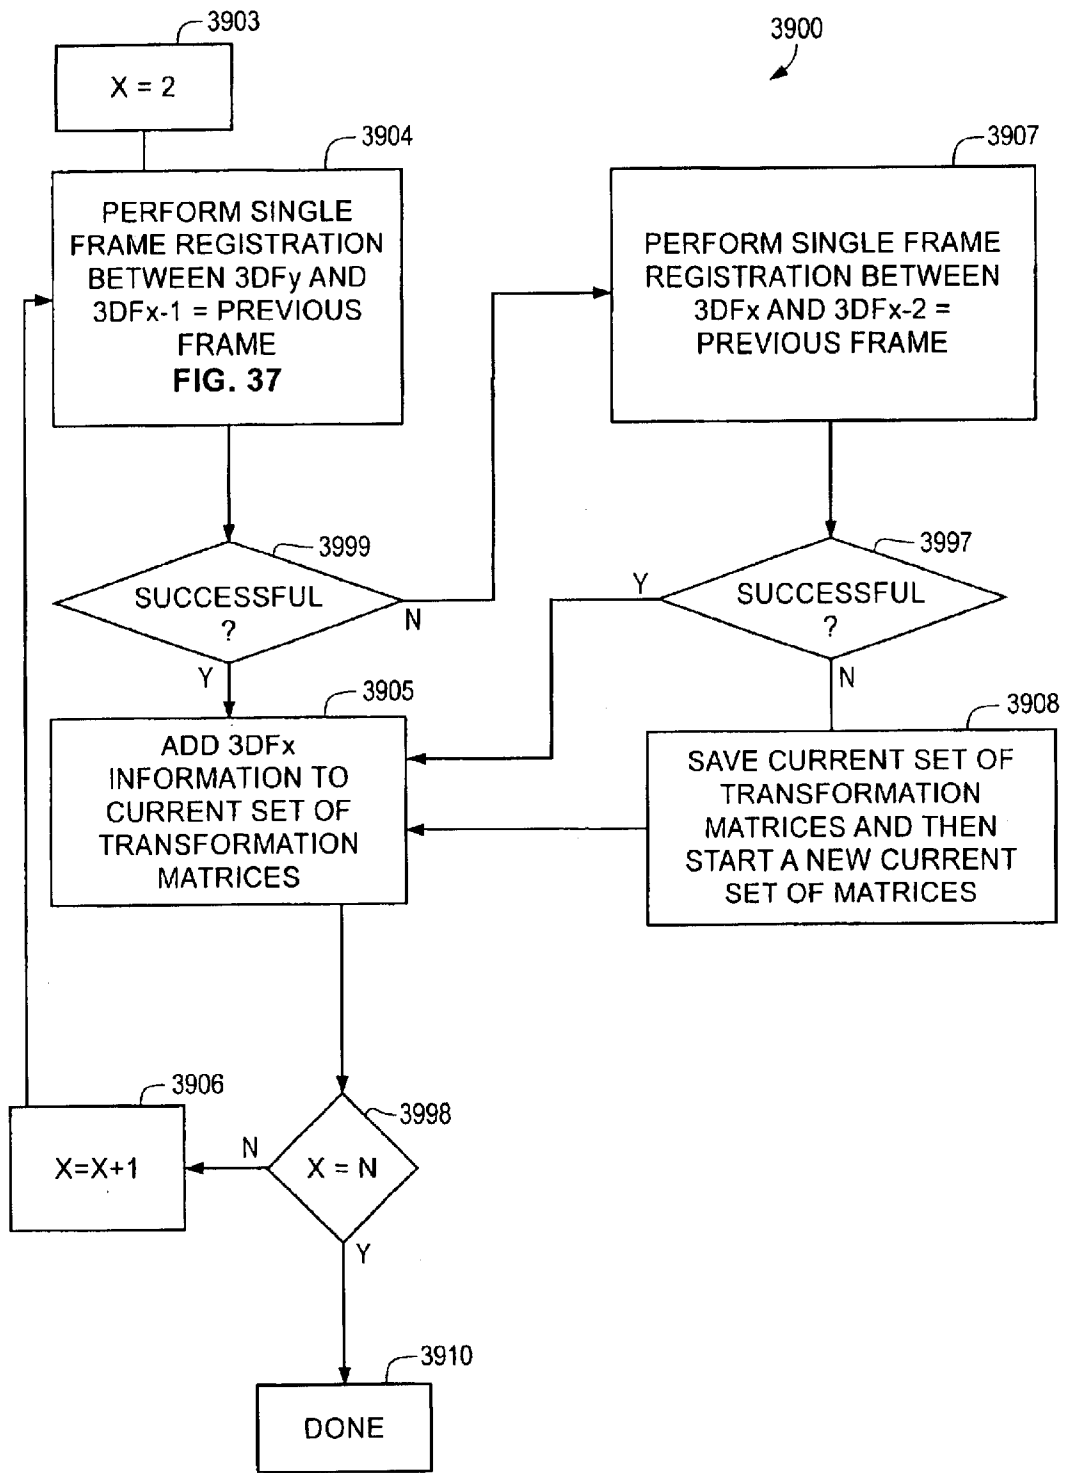 3903
X = 2
3900
3904
PERFORM SINGLE
FRAME REGISTRATION
BETWEEN 3DFy AND
3DFx-1 = PREVIOUS
FRAME
FIG. 37
3907
PERFORM SINGLE FRAME
REGISTRATION BETWEEN
3DFx AND 3DFx-2 =
PREVIOUS FRAME
3999
SUCCESSFUL
?
N
Y
3997
SUCCESSFUL
?
Y
N
3905
ADD 3DFx
INFORMATION TO
CURRENT SET OF
TRANSFORMATION
MATRICES
3908
SAVE CURRENT SET OF
TRANSFORMATION
MATRICES AND THEN
START A NEW CURRENT
SET OF MATRICES
3906
X=X+1
3998
N
X = N
Y
3910
DONE